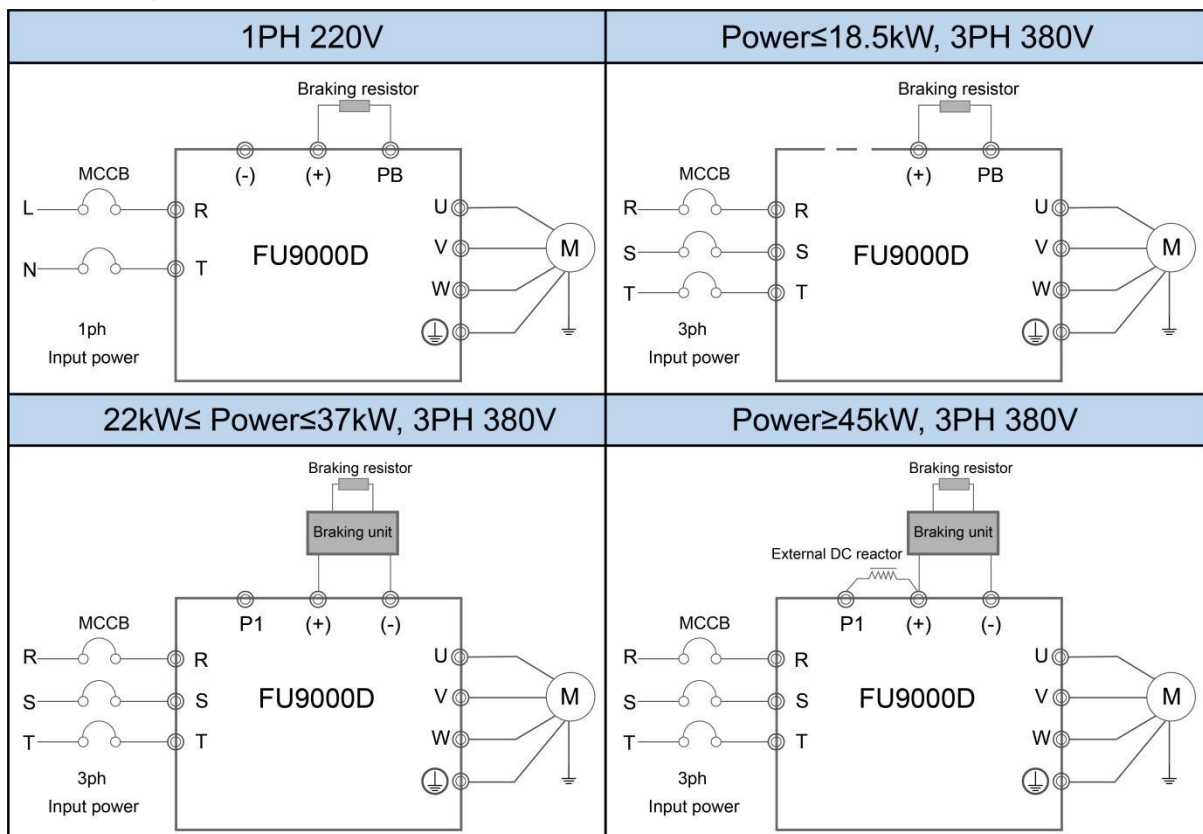 1PH 220V
Braking resistor
MCCB
(-) (+) PB
L R
N T
FU9000D
U
V
W
M
1ph
Input power
Power≤18.5kW, 3PH 380V
Braking resistor
MCCB
(+) PB
R R
S S
T T
FU9000D
U
V
W
M
3ph
Input power
22kW≤ Power≤37kW, 3PH 380V
Braking resistor
Braking unit
MCCB
P1 (+) (-)
R R
S S
T T
FU9000D
U
V
W
M
3ph
Input power
Power≥45kW, 3PH 380V
Braking resistor
Braking unit
External DC reactor
MCCB
P1 (+) (-)
R R
S S
T T
FU9000D
U
V
W
M
3ph
Input power